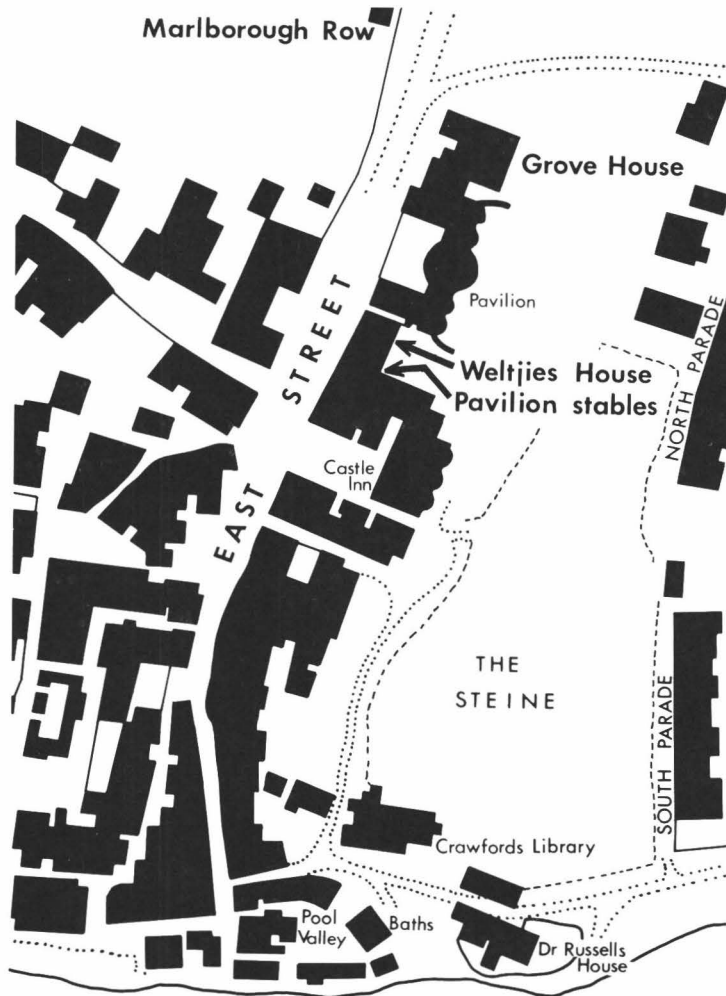 Marlborough Row
Grove House
Pavilion
Weltjies House
Pavilion stables
NORTH PARADE
EAST STREET
Castle
Inn
THE
STEINE
SOUTH PARADE
Crawfords Library
Pool
Valley
Baths
Dr Russells
House